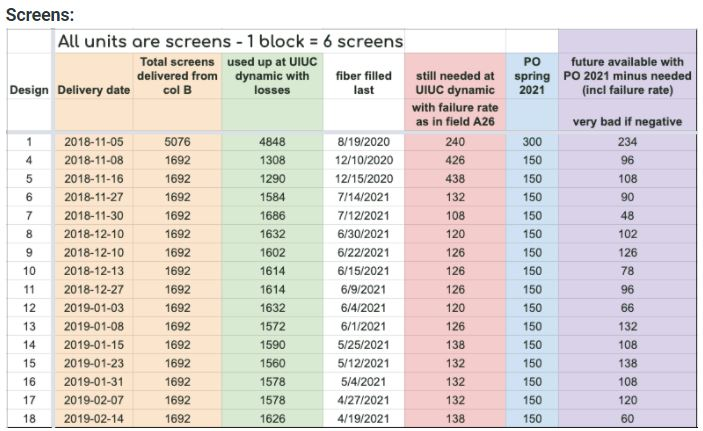 Screens:
All units are screens - 1 block = 6 screens
Design Delivery date Total screens delivered from col B used up at UIUC dynamic with losses fiber filled last still needed at UIUC dynamic PO spring 2021 future available with PO 2021 minus needed (incl failure rate)
with failure rate as in field A26 very bad if negative
1 2018-11-05 5076 4848 8/19/2020 240 300 234
4 2018-11-08 1692 1308 12/10/2020 426 150 96
5 2018-11-16 1692 1290 12/15/2020 438 150 108
6 2018-11-27 1692 1584 7/14/2021 132 150 90
7 2018-11-30 1692 1686 7/12/2021 108 150 48
8 2018-12-10 1692 1632 6/30/2021 120 150 102
9 2018-12-10 1692 1602 6/22/2021 126 150 126
10 2018-12-13 1692 1614 6/15/2021 126 150 78
11 2018-12-27 1692 1614 6/9/2021 126 150 96
12 2019-01-03 1692 1632 6/4/2021 120 150 66
13 2019-01-08 1692 1572 6/1/2021 126 150 132
14 2019-01-15 1692 1590 5/25/2021 138 150 108
15 2019-01-23 1692 1560 5/12/2021 132 150 138
16 2019-01-31 1692 1578 5/4/2021 132 150 108
17 2019-02-07 1692 1578 4/27/2021 132 150 120
18 2019-02-14 1692 1626 4/19/2021 138 150 60